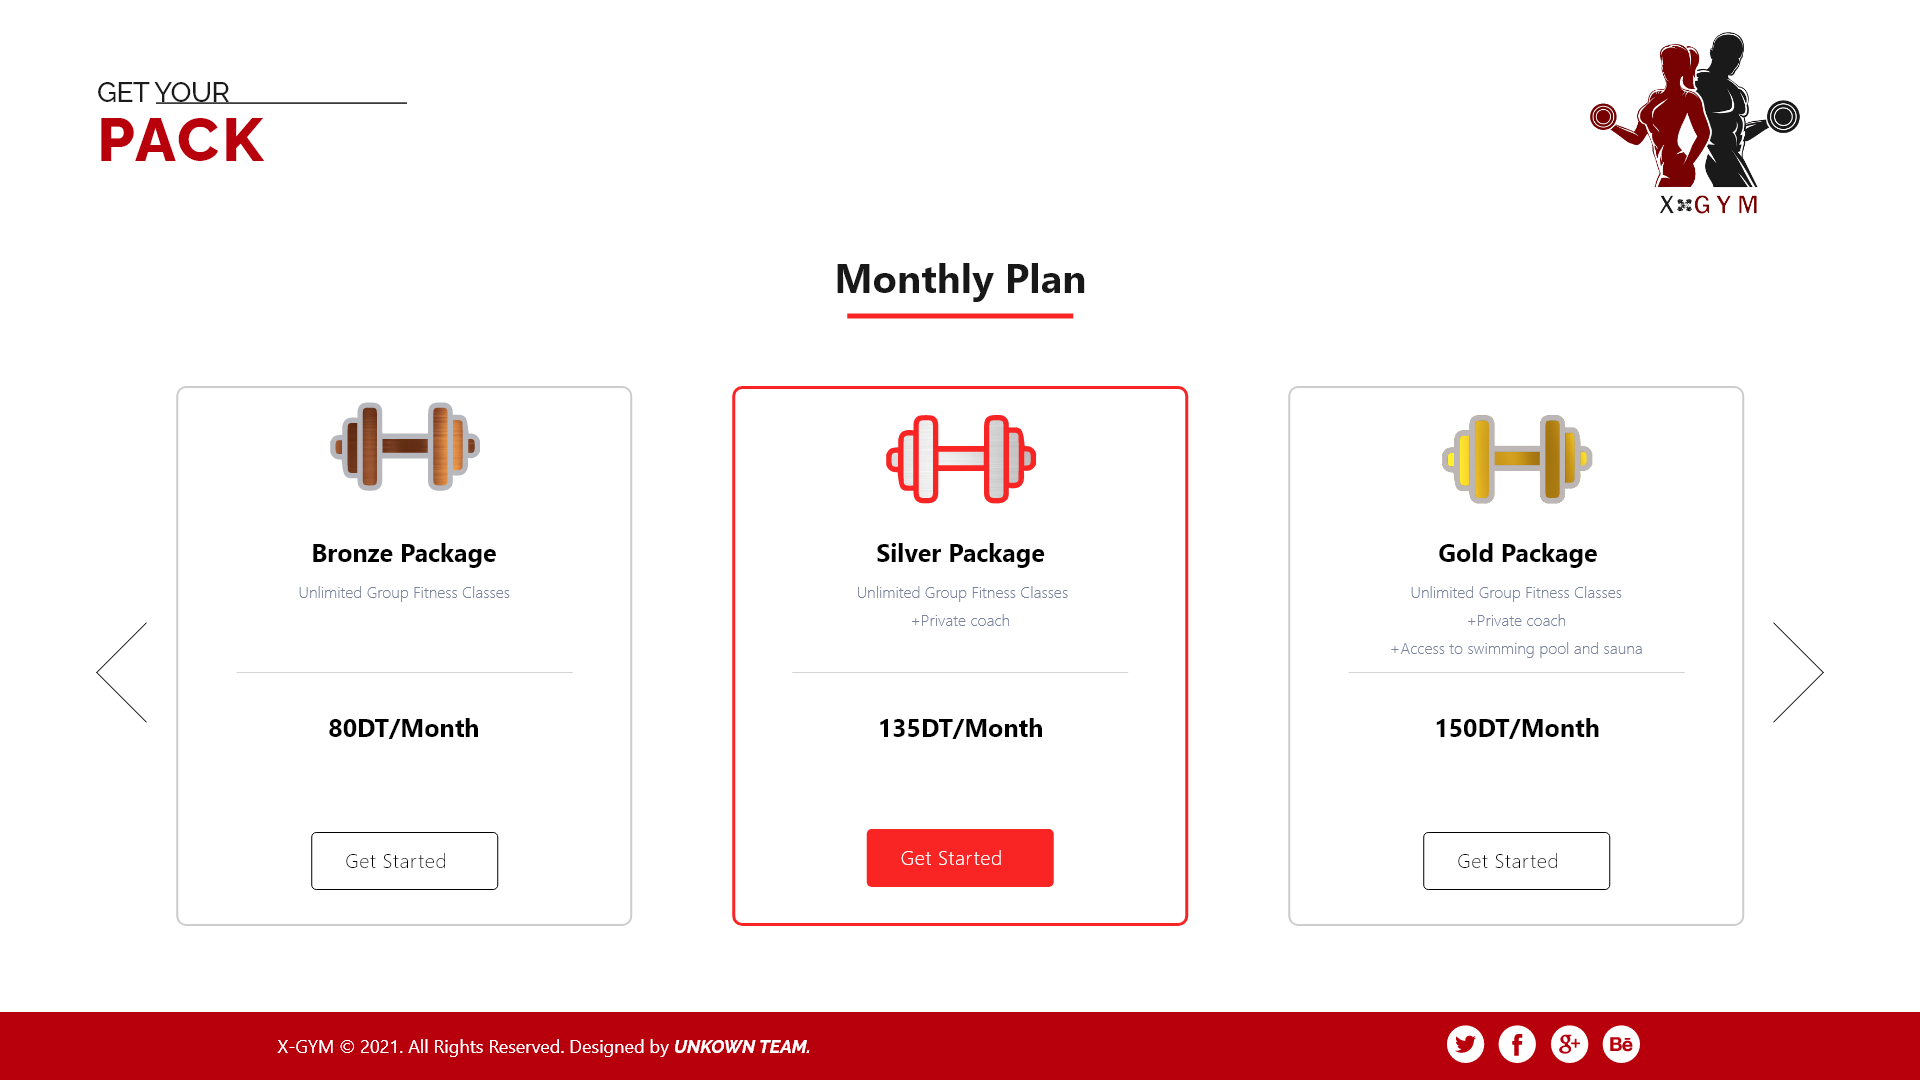 GET YOUR
PACK
X GYM
Monthly Plan
Bronze Package
Unlimited Group Fitness Classes
80DT/Month
Get Started
Silver Package
Unlimited Group Fitness Classes
+Private coach
135DT/Month
Get Started
Gold Package
Unlimited Group Fitness Classes
+Private coach
+Access to swimming pool and sauna
150DT/Month
Get Started
X-GYM © 2021. All Rights Reserved. Designed by UNKOWN TEAM.
f g+ Bē